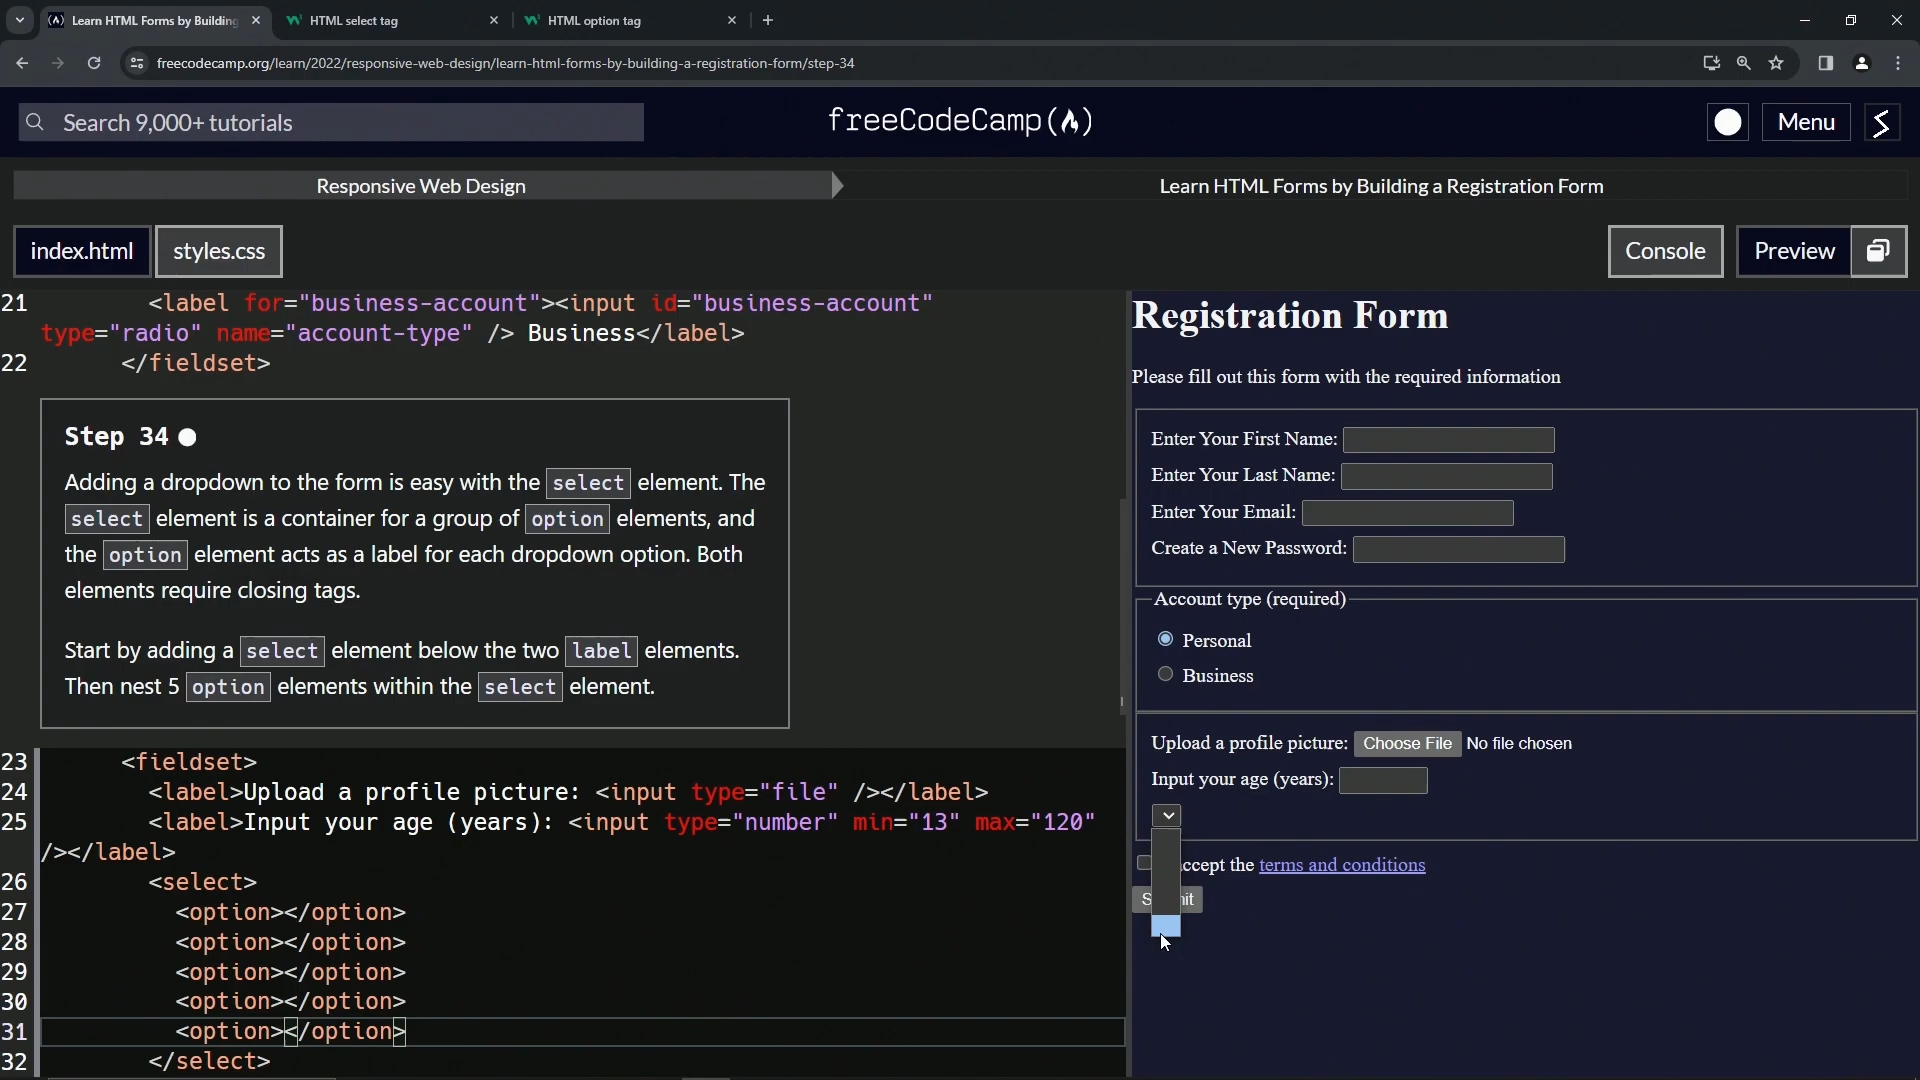 Learn HTML Forms by Building
HTML select tag
HTML option tag
freecodecamp.org/learn/2022/responsive-web-design/learn-html-forms-by-building-a-registration-form/step-34
Search 9,000+ tutorials
freeCodeCamp
Menu
Responsive Web Design
Learn HTML Forms by Building a Registration Form
index.html
styles.css
Console
Preview
21 <label for="business-account"><input id="business-account"
type="radio" name="account-type" /> Business</label>
22 </fieldset>
Step 34
Adding a dropdown to the form is easy with the select element. The
select element is a container for a group of option elements, and
the option element acts as a label for each dropdown option. Both
elements require closing tags.
Start by adding a select element below the two label elements.
Then nest 5 option elements within the select element.
23 <fieldset>
24 <label>Upload a profile picture: <input type="file" /></label>
25 <label>Input your age (years): <input type="number" min="13" max="120"
/></label>
26 <select>
27 <option></option>
28 <option></option>
29 <option></option>
30 <option></option>
31 <option></option>
32 </select>
Registration Form
Please fill out this form with the required information
Enter Your First Name:
Enter Your Last Name:
Enter Your Email:
Create a New Password:
Account type (required)
Personal
Business
Upload a profile picture: Choose File No file chosen
Input your age (years):
ccept the terms and conditions
S it